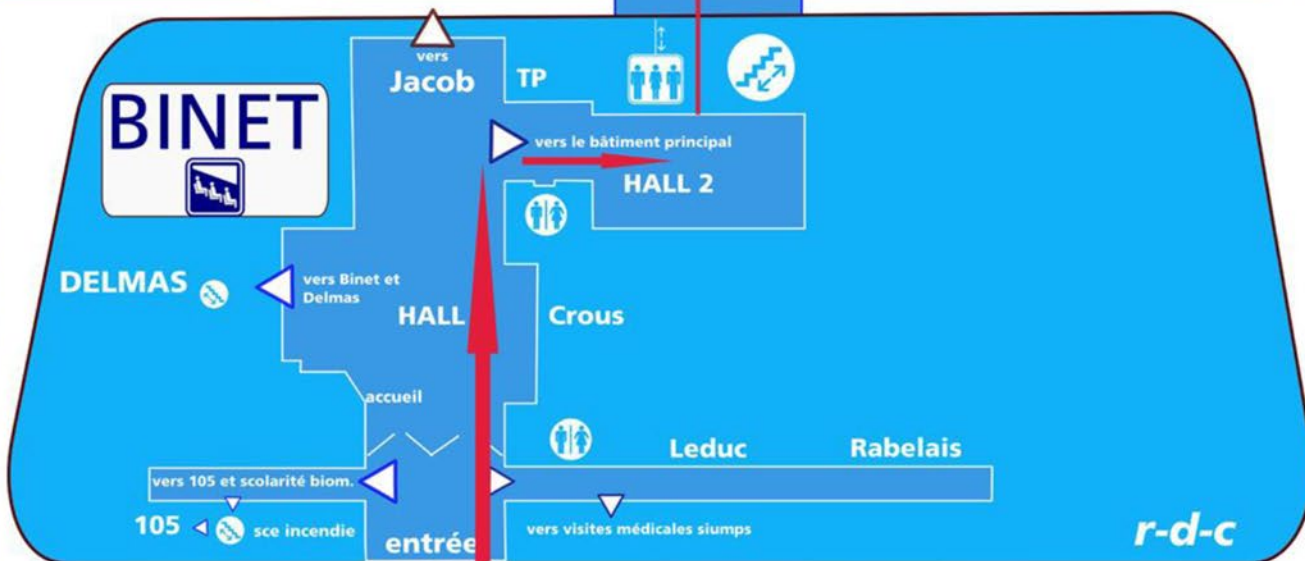 vers
Jacob
TP
BINET
vers le bâtiment principal
HALL 2
DELMAS
vers Binet et
Delmas
HALL
Crous
accueil
Leduc
Rabelais
vers 105 et scolarité biom.
105
sce incendie
entrée
vers visites médicales siumps
r-d-c